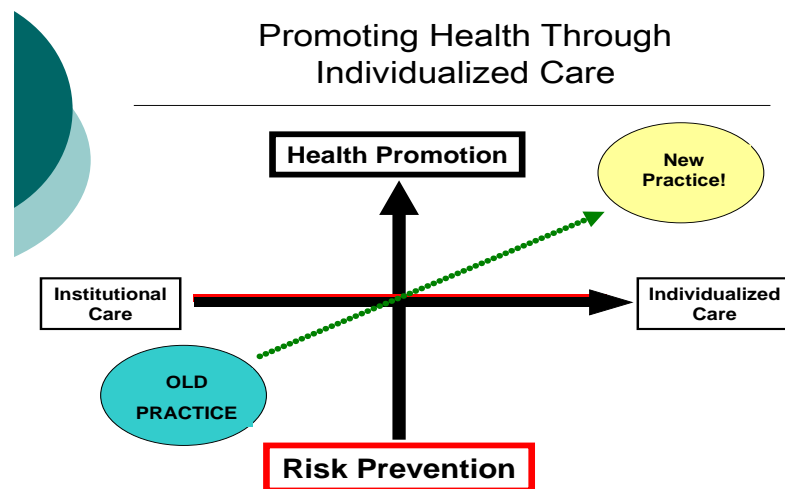 Promoting Health Through
Individualized Care
Health Promotion
New
Practice!
Institutional
Care
Individualized
Care
OLD
PRACTICE
Risk Prevention